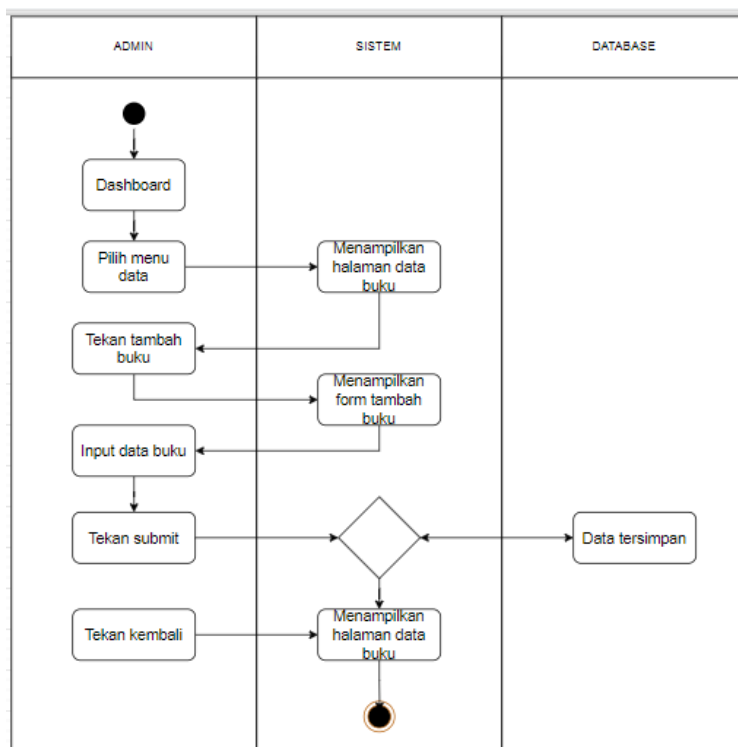 ADMIN
SISTEM
DATABASE
Dashboard
Pilih menu
data
Menampilkan
halaman data
buku
Tekan tambah
buku
Menampilkan
form tambah
buku
Input data buku
Tekan submit
Data tersimpan
Tekan kembali
Menampilkan
halaman data
buku